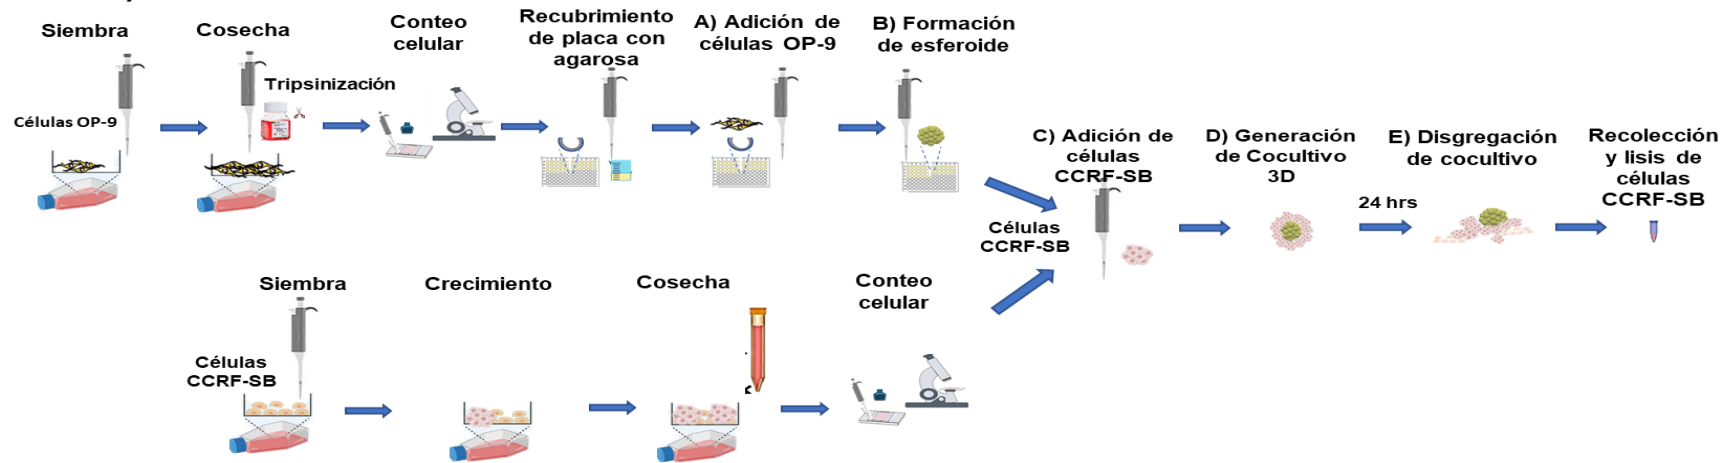 Siembra
Células OP-9
Cosecha
Tripsinización
Conteo
celular
Recubrimiento
de placa con
agarosa
A) Adición de
células OP-9
B) Formación
de esferoide
Siembra
Células
CCRF-SB
Crecimiento
Cosecha
Conteo
celular
C) Adición de
células
CCRF-SB
Células
CCRF-SB
D) Generación
de Cocultivo
3D
24 hrs
E) Disgregación
de cocultivo
Recolección
y lisis de
células
CCRF-SB